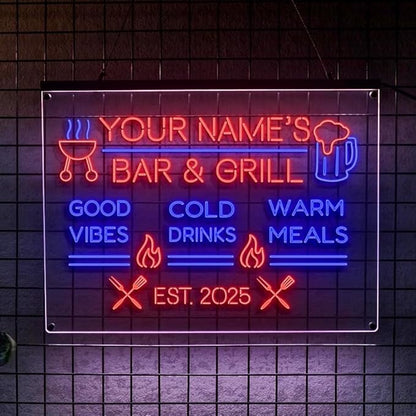 YOUR NAME'S
BAR & GRILL
GOOD VIBES
COLD DRINKS
WARM MEALS
EST. 2025